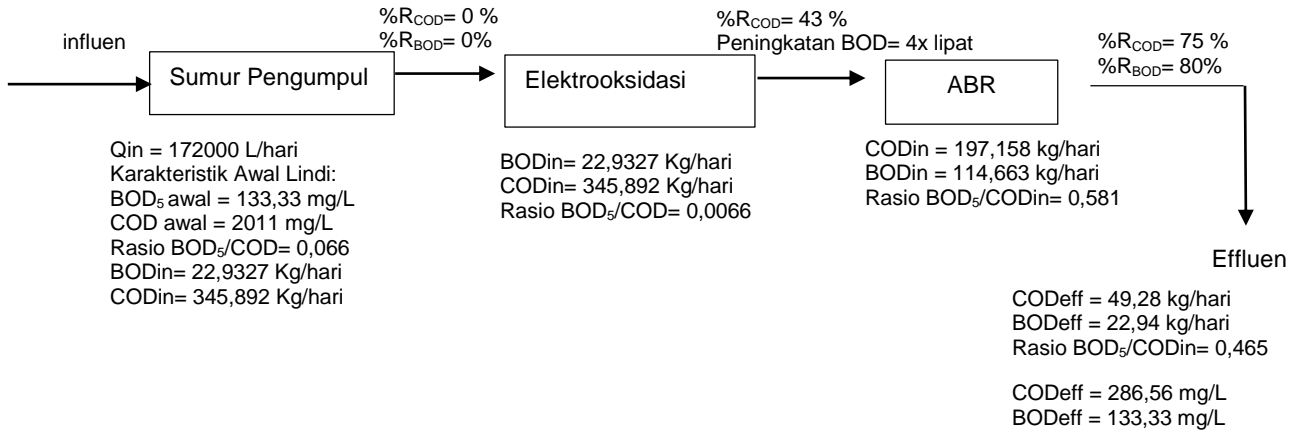 influen
%RCOD= 0 %
%RBOD= 0%
%RCOD= 43 %
Peningkatan BOD= 4x lipat
%RCOD= 75 %
%RBOD= 80%
Sumur Pengumpul
Elektrooksidasi
ABR
Qin = 172000 L/hari
Karakteristik Awal Lindi:
BOD5 awal = 133,33 mg/L
COD awal = 2011 mg/L
Rasio BOD5/COD= 0,066
BODin= 22,9327 Kg/hari
CODin= 345,892 Kg/hari
BODin= 22,9327 Kg/hari
CODin= 345,892 Kg/hari
Rasio BOD5/COD= 0,0066
CODin = 197,158 kg/hari
BODin = 114,663 kg/hari
Rasio BOD5/CODin= 0,581
Effluen
CODeff = 49,28 kg/hari
BODeff = 22,94 kg/hari
Rasio BOD5/CODin= 0,465
CODeff = 286,56 mg/L
BODeff = 133,33 mg/L